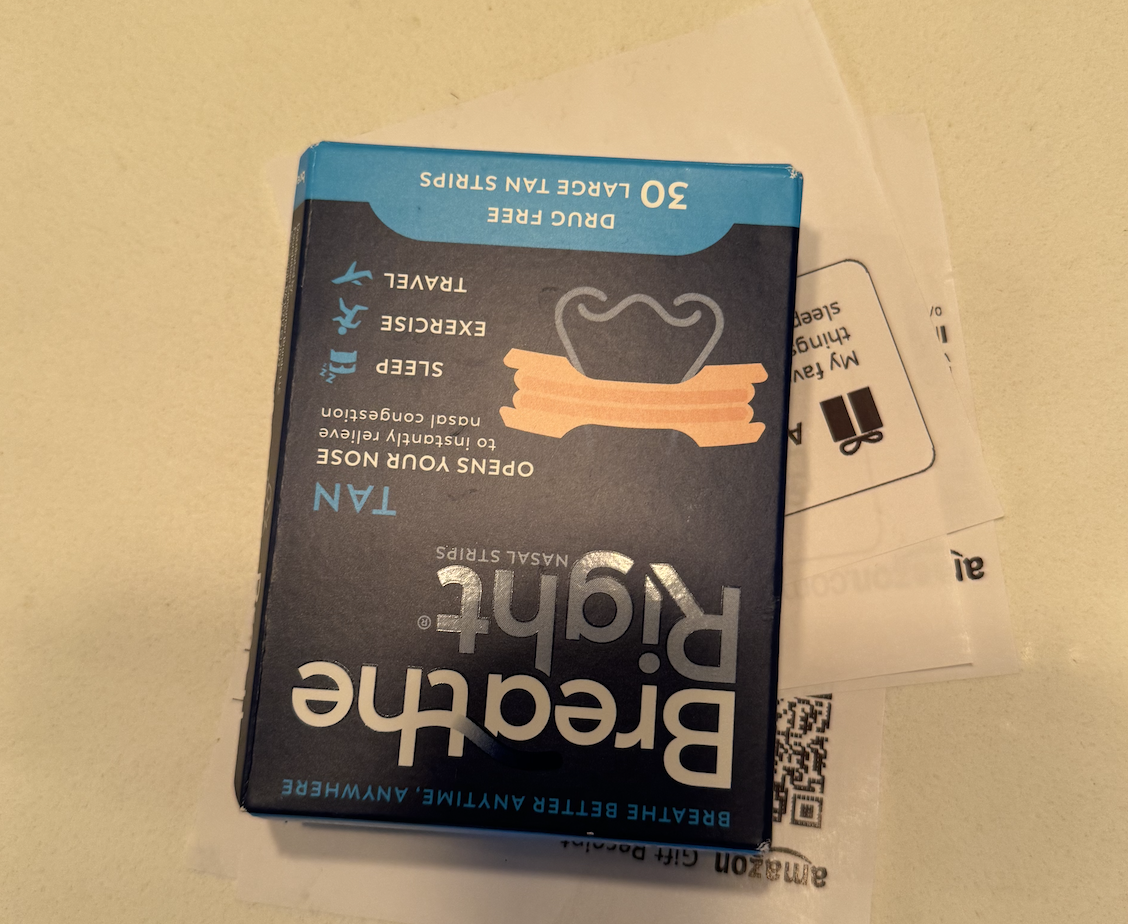 BREATHE BETTER ANYTIME, ANYWHERE
Breathe
Right®
NASAL STRIPS
TAN
OPENS YOUR NOSE
to instantly relieve
nasal congestion
SLEEP
EXERCISE
TRAVEL
DRUG FREE
30 LARGE TAN STRIPS
amazon Gift Receipt
My fav
things
sleep
A